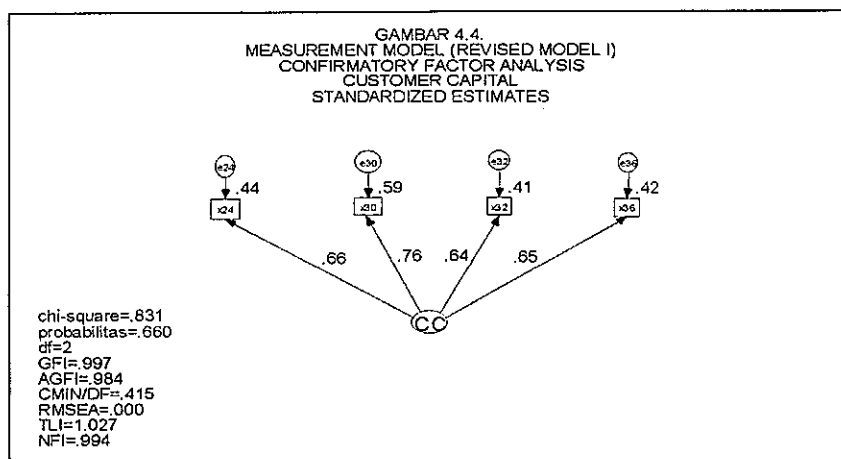 GAMBAR 4.4.
MEASUREMENT MODEL (REVISED MODEL I)
CONFIRMATORY FACTOR ANALYSIS
CUSTOMER CAPITAL
STANDARDIZED ESTIMATES
e24 e30 e32 e36
.44 .59 .41 .42
x24 x30 x32 x36
.66 .76 .64 .65
CC
chi-square=.831
probabilitas=.660
df=2
GFI=.997
AGFI=.984
CMIN/DF=.415
RMSEA=.000
TLI=1.027
NFI=.994